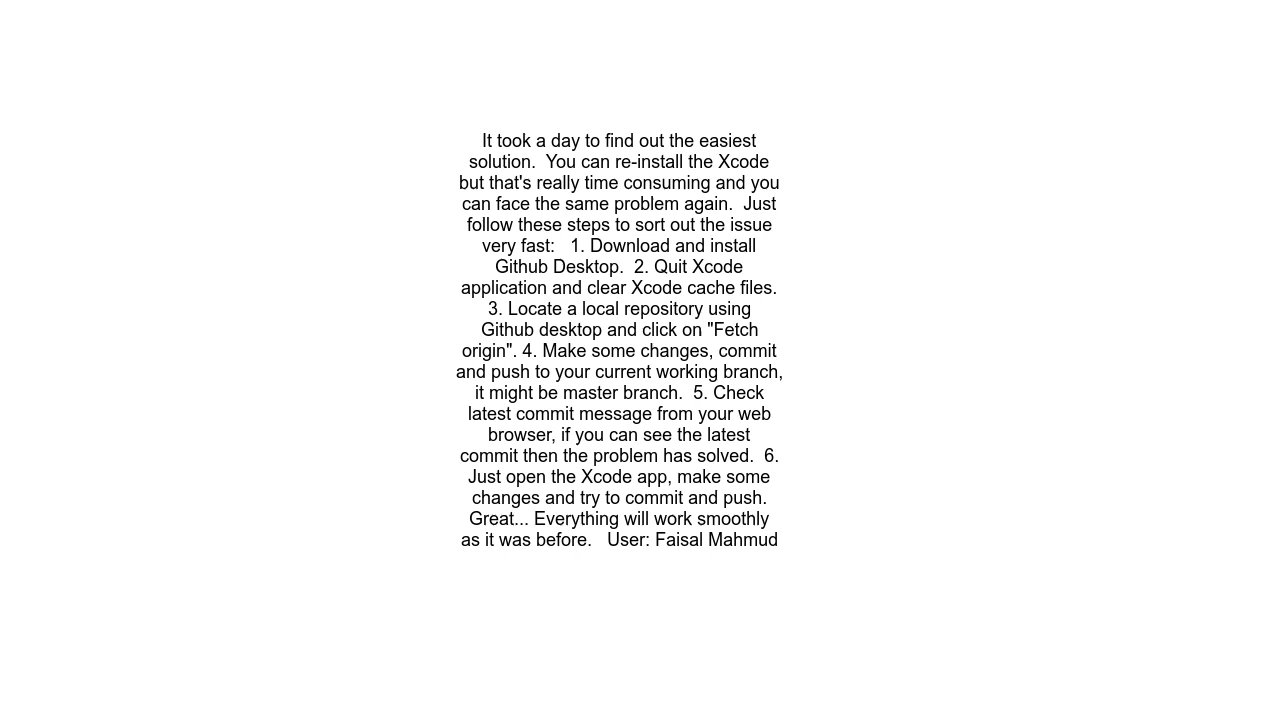 It took a day to find out the easiest
solution.  You can re-install the Xcode
but that's really time consuming and you
can face the same problem again.  Just
follow these steps to sort out the issue
very fast:   1. Download and install
Github Desktop.  2. Quit Xcode
application and clear Xcode cache files.
3. Locate a local repository using
Github desktop and click on "Fetch
origin". 4. Make some changes, commit
and push to your current working branch,
it might be master branch.  5. Check
latest commit message from your web
browser, if you can see the latest
commit then the problem has solved.  6.
Just open the Xcode app, make some
changes and try to commit and push.
Great... Everything will work smoothly
as it was before.   User: Faisal Mahmud